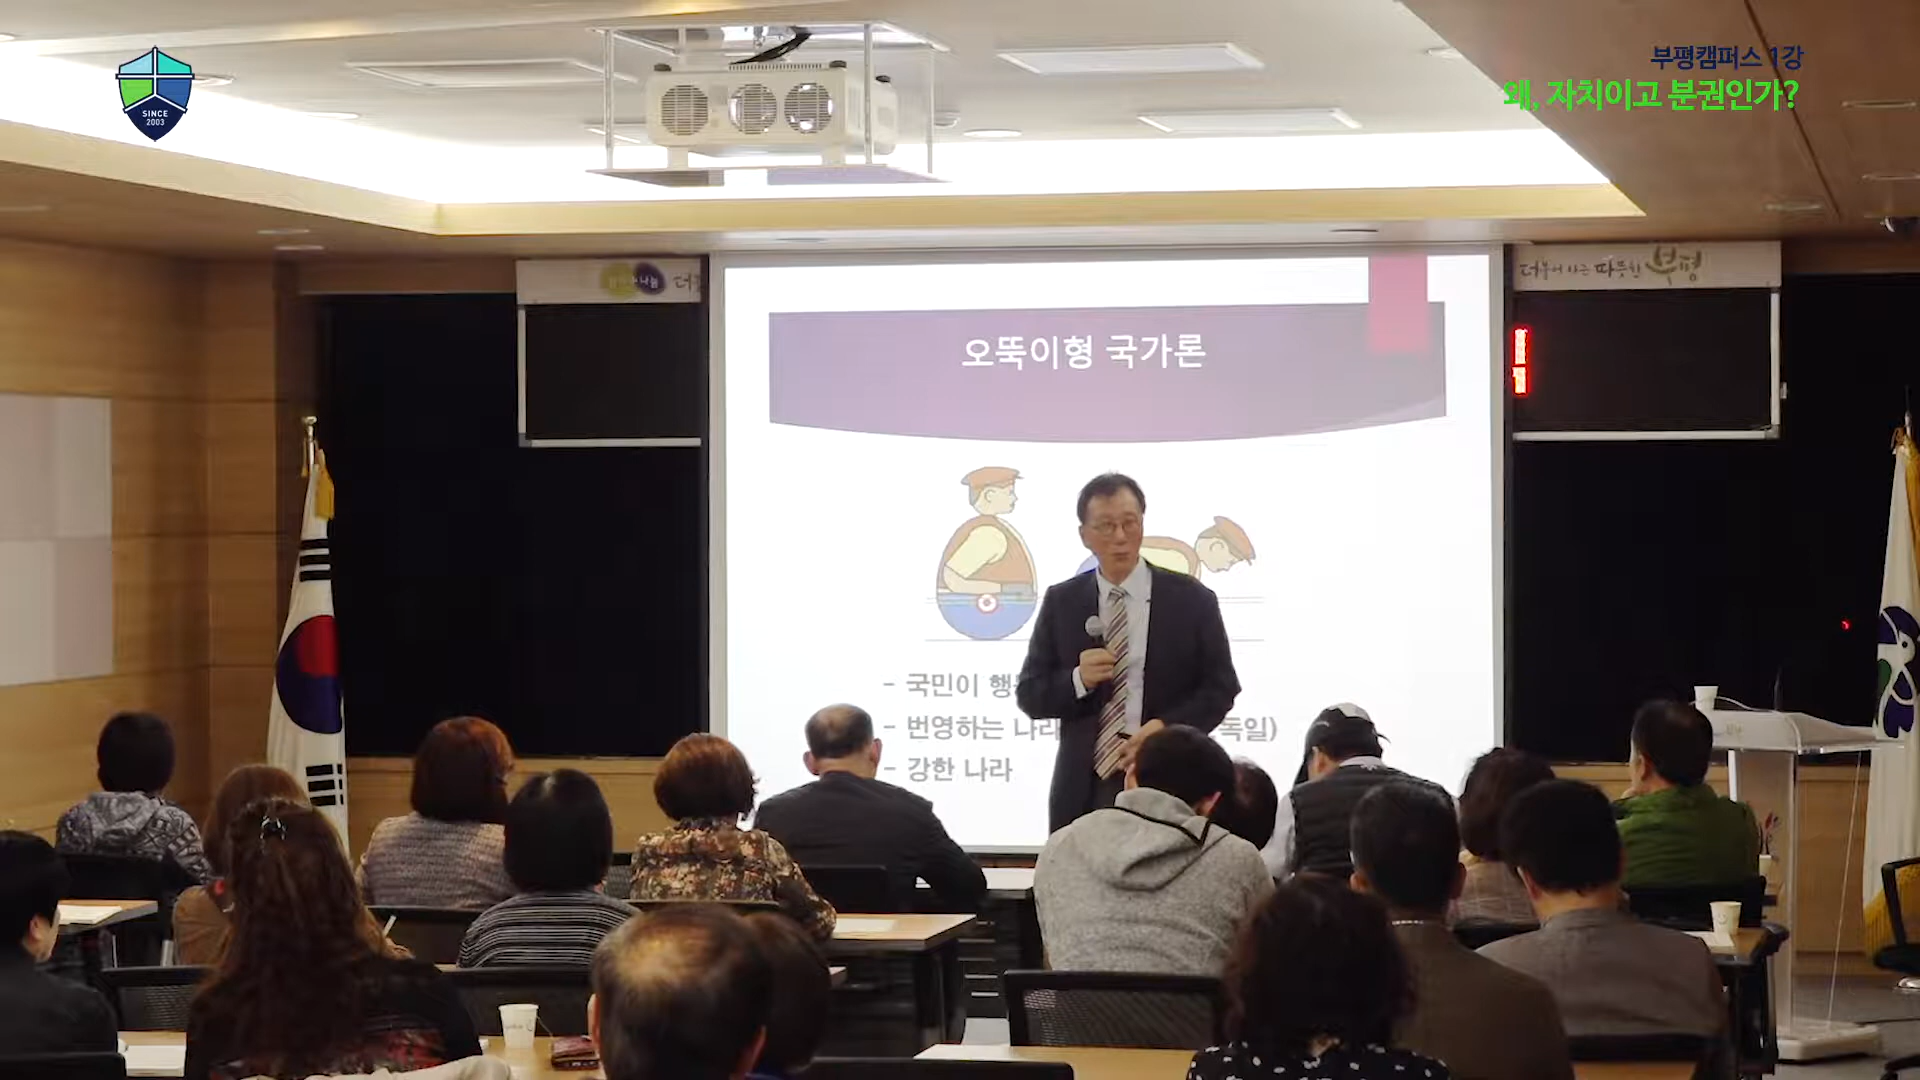 부평캠퍼스 1강
왜, 자치이고 분권인가?
SINCE
2003
더불어 사는 따뜻한 부평
오뚝이형 국가론
- 국민이 행
- 번영하는 나라 독일)
- 강한 나라